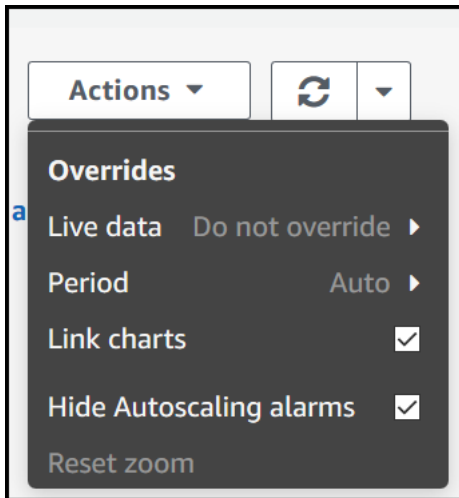 Actions
Overrides
a
Live data Do not override
Period Auto
Link charts
Hide Autoscaling alarms
Reset zoom